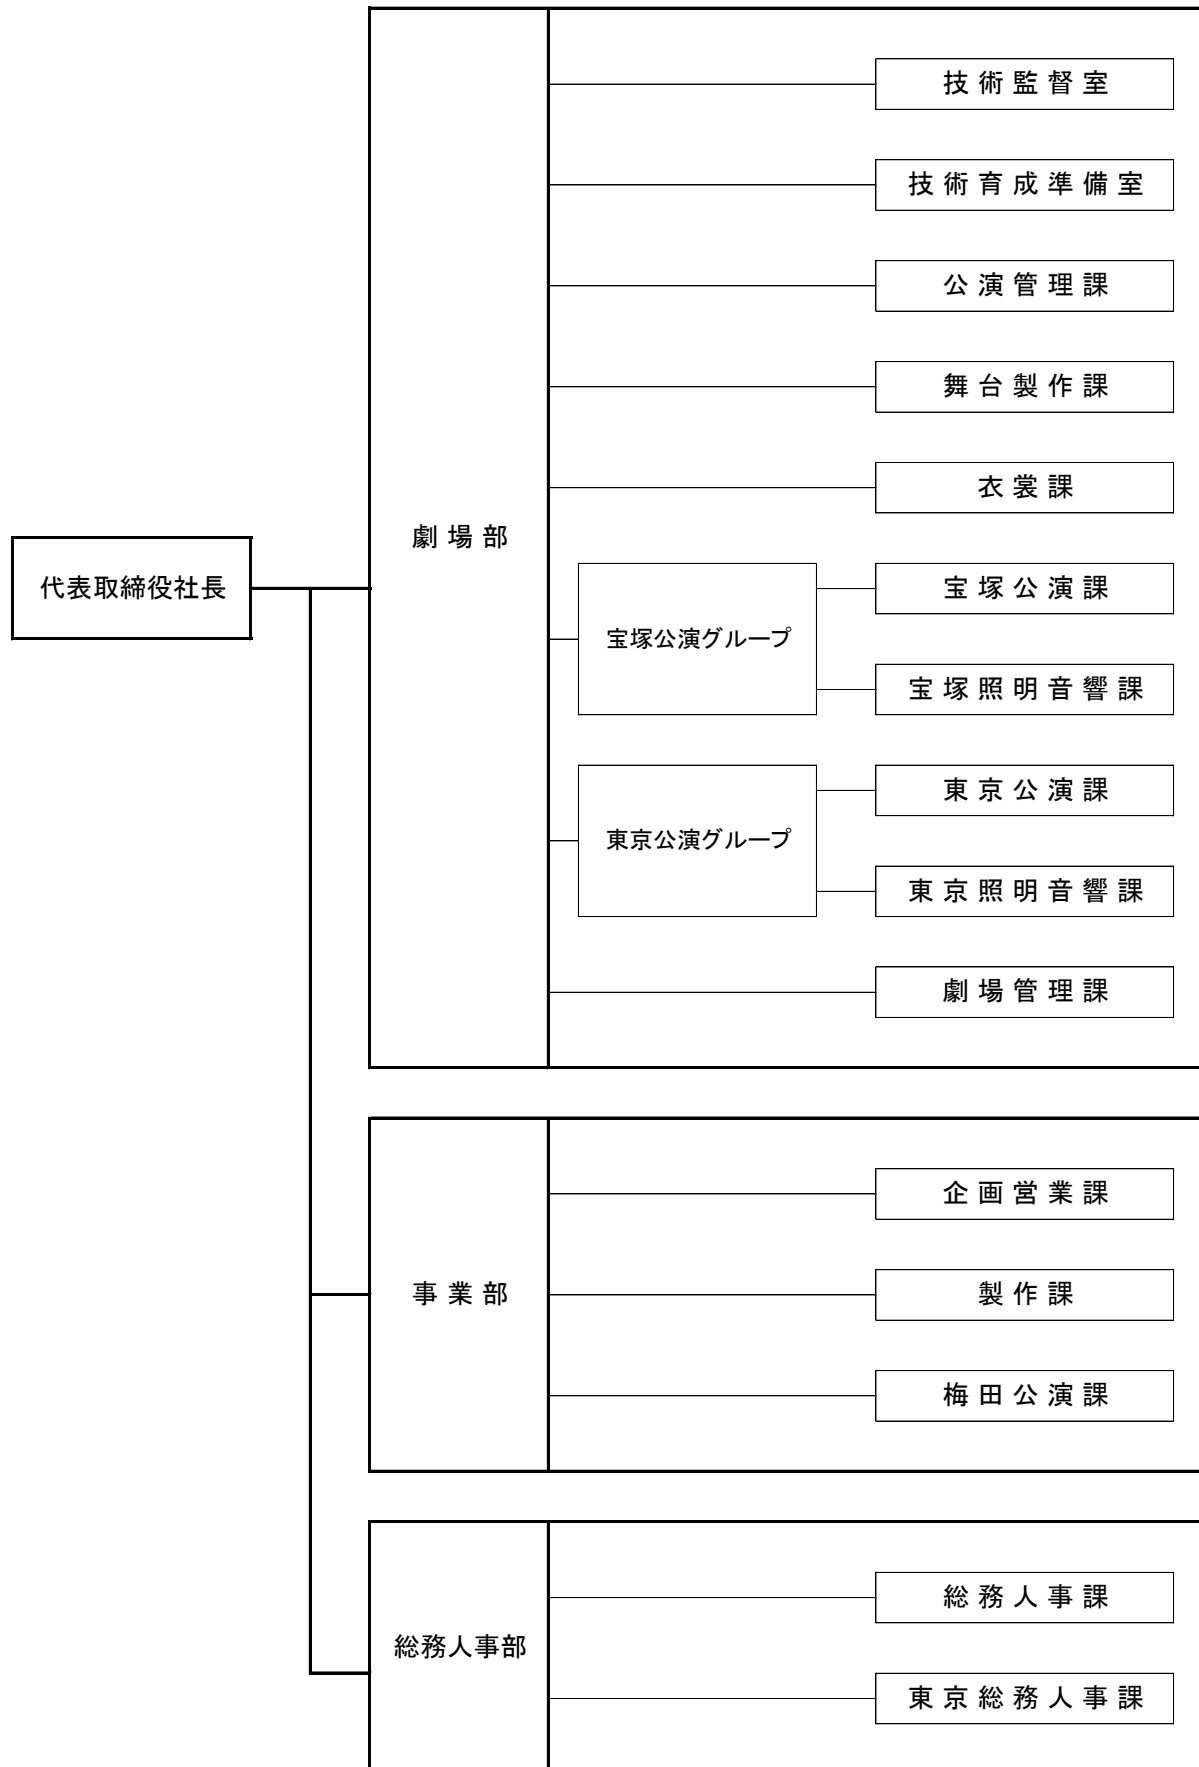 代表取締役社長
劇場部
技術監督室
技術育成準備室
公演管理課
舞台製作課
衣裳課
宝塚公演グループ
宝塚公演課
宝塚照明音響課
東京公演グループ
東京公演課
東京照明音響課
劇場管理課
事業部
企画営業課
製作課
梅田公演課
総務人事部
総務人事課
東京総務人事課